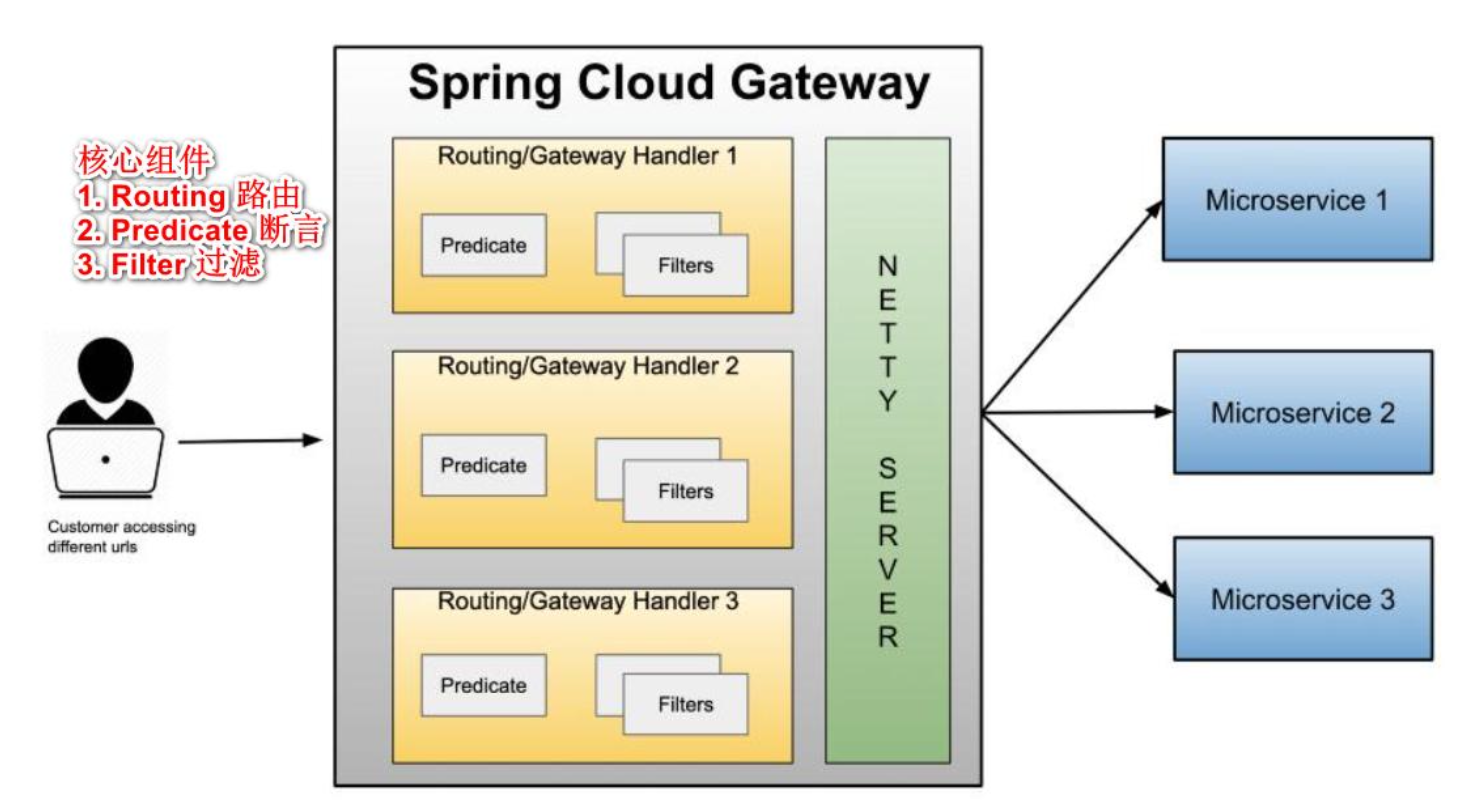 Spring Cloud Gateway
核心组件
1. Routing 路由
2. Predicate 断言
3. Filter 过滤
Customer accessing
different urls
Routing/Gateway Handler 1
Predicate
Filters
Routing/Gateway Handler 2
Predicate
Filters
Routing/Gateway Handler 3
Predicate
Filters
NETTY SERVER
Microservice 1
Microservice 2
Microservice 3